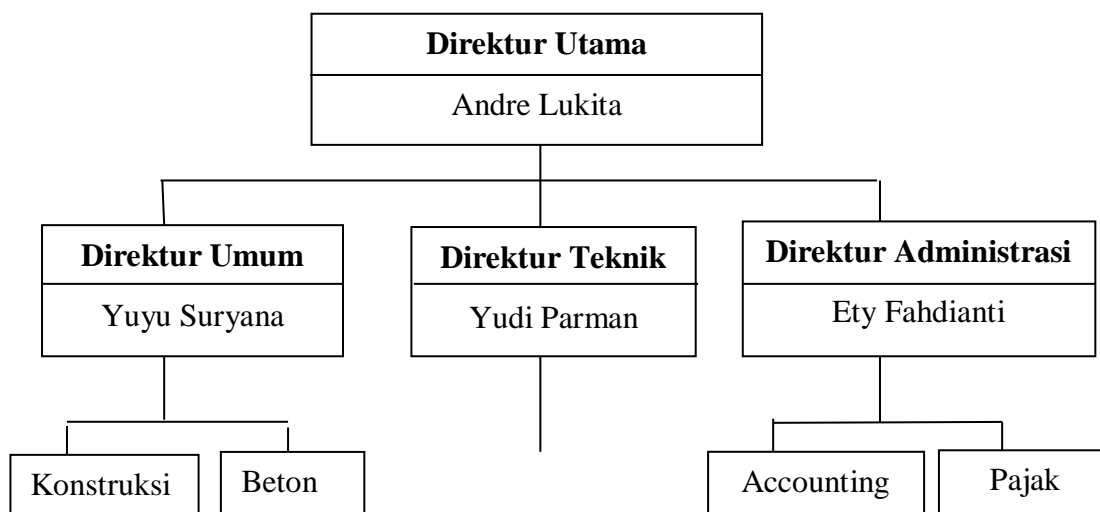 Direktur Utama
Andre Lukita
Direktur Umum
Yuyu Suryana
Direktur Teknik
Yudi Parman
Direktur Administrasi
Ety Fahdianti
Konstruksi
Beton
Accounting
Pajak